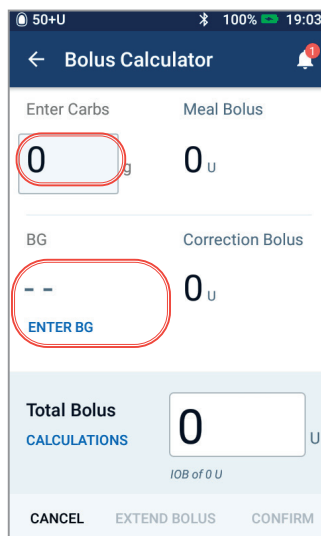 50+U 100% 19:03
Bolus Calculator 1
Enter Carbs Meal Bolus
0 g 0 U
BG Correction Bolus
-- 0 U
ENTER BG
Total Bolus 0 U
CALCULATIONS
IOB of 0 U
CANCEL EXTEND BOLUS CONFIRM